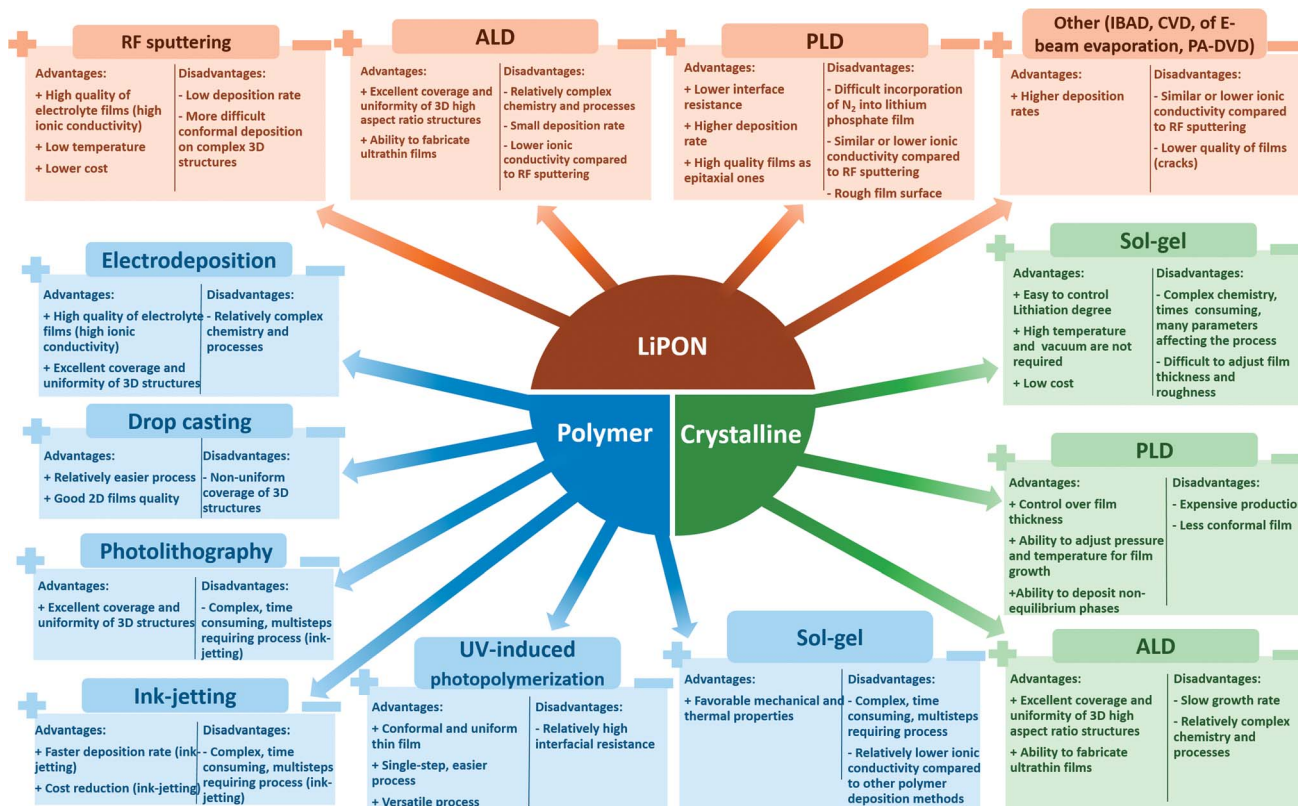 RF sputtering
Advantages:
+ High quality of
electrolyte films (high
ionic conductivity)
+ Low temperature
+ Lower cost
Disadvantages:
- Low deposition rate
- More difficult
conformal deposition
on complex 3D
structures
ALD
Advantages:
+ Excellent coverage and
uniformity of 3D high
aspect ratio structures
+ Ability to fabricate
ultrathin films
Disadvantages:
- Relatively complex
chemistry and processes
- Small deposition rate
- Lower ionic
conductivity compared
to RF sputtering
PLD
Advantages:
+ Lower interface
resistance
+ Higher deposition
rate
+ High quality films as
epitaxial ones
Disadvantages:
- Difficult incorporation
of N₂ into lithium
phosphate film
- Similar or lower ionic
conductivity compared
to RF sputtering
- Rough film surface
Other (IBAD, CVD, of E-
beam evaporation, PA-DVD)
Advantages:
+ Higher deposition
rates
Disadvantages:
- Similar or lower ionic
conductivity compared
to RF sputtering
- Lower quality of films
(cracks)
Electrodeposition
Advantages:
+ High quality of electrolyte
films (high ionic
conductivity)
+ Excellent coverage and
uniformity of 3D structures
Disadvantages:
- Relatively complex
chemistry and
processes
LiPON
Polymer
Crystalline
Sol-gel
Advantages:
+ Easy to control
Lithiation degree
+ High temperature
and vacuum are not
required
+ Low cost
Disadvantages:
- Complex chemistry,
times consuming,
many parameters
affecting the process
- Difficult to adjust film
thickness and
roughness
Drop casting
Advantages:
+ Relatively easier process
+ Good 2D films quality
Disadvantages:
- Non-uniform
coverage of 3D
structures
PLD
Advantages:
+ Control over film
thickness
+ Ability to adjust pressure
and temperature for film
growth
+Ability to deposit non-
equilibrium phases
Disadvantages:
- Expensive productio
- Less conformal film
Photolithography
Advantages:
+ Excellent coverage and
uniformity of 3D structures
Disadvantages:
- Complex, time
consuming, multisteps
requiring process (ink-
jetting)
Ink-jetting
Advantages:
+ Faster deposition rate (ink-
jetting)
+ Cost reduction (ink-jetting)
Disadvantages:
- Complex, time
consuming, multisteps
requiring process (ink-
jetting)
UV-induced
photopolymerization
Advantages:
+ Conformal and uniform
thin film
+ Single-step, easier
process
+ Versatile process
Disadvantages:
- Relatively high
interfacial resistance
Sol-gel
Advantages:
+ Favorable mechanical and
thermal properties
Disadvantages:
- Complex, time
consuming, multisteps
requiring process
- Relatively lower ionic
conductivity compared
to other polymer
deposition methods
ALD
Advantages:
+ Excellent coverage and
uniformity of 3D high
aspect ratio structures
+ Ability to fabricate
ultrathin films
Disadvantages:
- Slow growth rate
- Relatively complex
chemistry and
processes